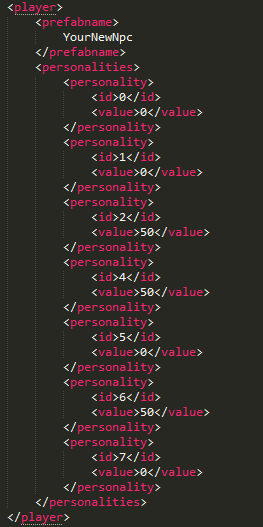 <player>
<prefabname>
YourNewNpc
</prefabname>
<personalities>
<personality>
<id>0</id>
<value>0</value>
</personality>
<personality>
<id>1</id>
<value>0</value>
</personality>
<personality>
<id>2</id>
<value>50</value>
</personality>
<personality>
<id>4</id>
<value>50</value>
</personality>
<personality>
<id>5</id>
<value>0</value>
</personality>
<personality>
<id>6</id>
<value>50</value>
</personality>
<personality>
<id>7</id>
<value>0</value>
</personality>
</personalities>
</player>